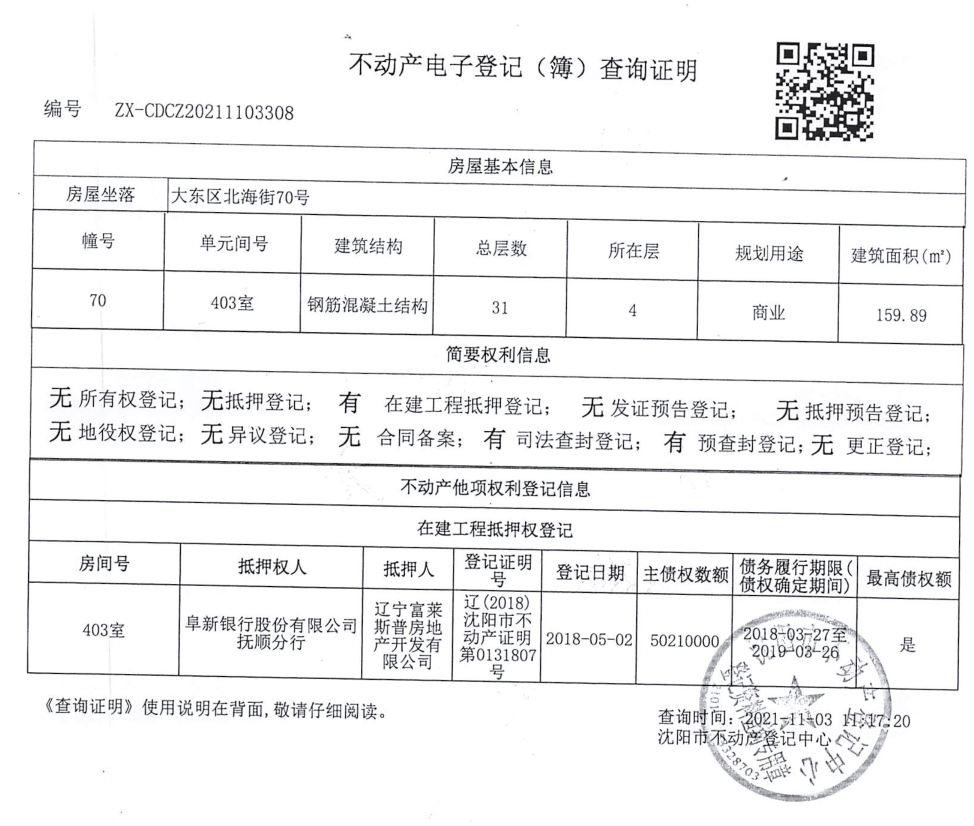 不动产电子登记（簿）查询证明
编号 ZX-CDCZ20211103308
房屋基本信息
房屋坐落 大东区北海街70号
幢号 单元间号 建筑结构 总层数 所在层 规划用途 建筑面积(㎡)
70 403室 钢筋混凝土结构 31 4 商业 159.89
简要权利信息
无 所有权登记； 无 抵押登记； 有 在建工程抵押登记； 无 发证预告登记； 无 抵押预告登记；
无 地役权登记； 无 异议登记； 无 合同备案； 有 司法查封登记； 有 预查封登记； 无 更正登记；
不动产他项权利登记信息
在建工程抵押权登记
房间号 抵押权人 抵押人 登记证明号 登记日期 主债权数额 债务履行期限(债权确定期间) 最高债权额
403室 阜新银行股份有限公司抚顺分行 辽宁富莱斯普房地产开发有限公司 辽(2018)沈阳市不动产证明第0131807号 2018-05-02 50210000 2018-03-27至2019-03-26 是
《查询证明》使用说明在背面,敬请仔细阅读。
查询时间：2021-11-03 11:17:20
沈阳市不动产登记中心